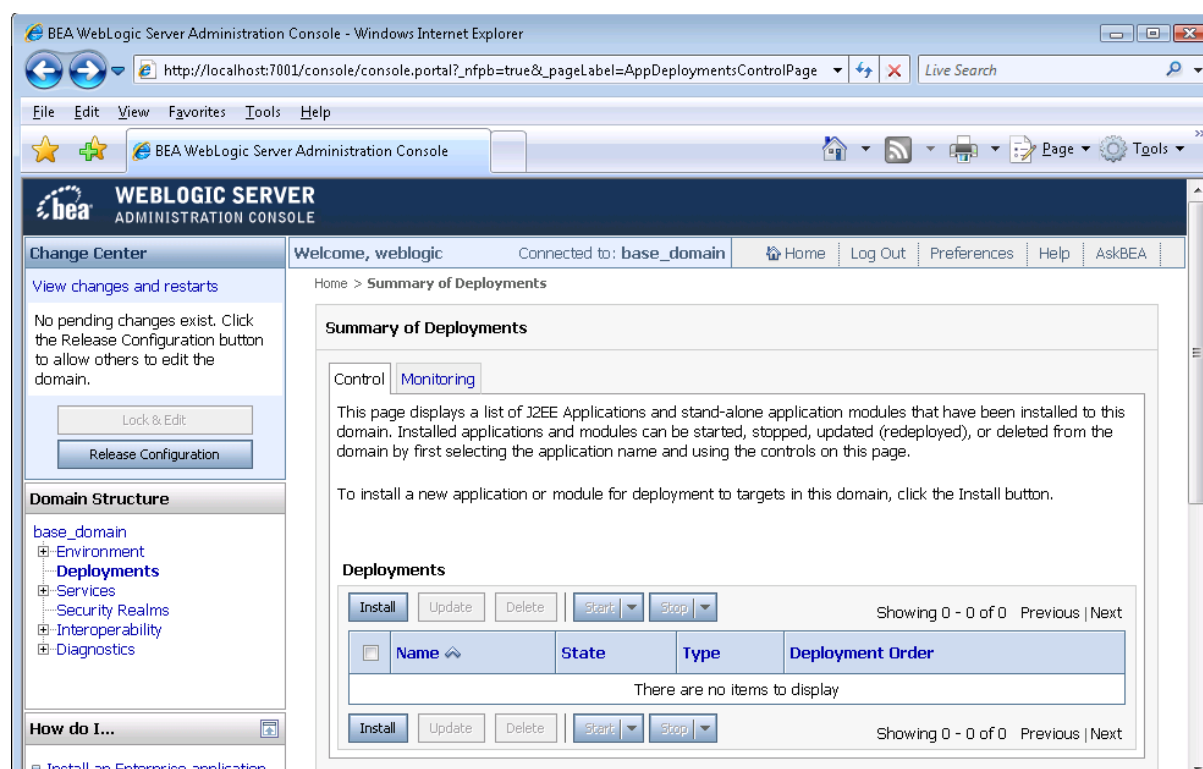 BEA WebLogic Server Administration Console - Windows Internet Explorer
http://localhost:7001/console/console.portal?_nfpb=true&_pageLabel=AppDeploymentsControlPage
Live Search
File Edit View Favorites Tools Help
BEA WebLogic Server Administration Console
Page Tools
bea
WEBLOGIC SERVER
ADMINISTRATION CONSOLE
Change Center
View changes and restarts
No pending changes exist. Click
the Release Configuration button
to allow others to edit the
domain.
Lock & Edit
Release Configuration
Domain Structure
base_domain
Environment
Deployments
Services
Security Realms
Interoperability
Diagnostics
How do I...
Install an Enterprise application
Welcome, weblogic Connected to: base_domain Home Log Out Preferences Help AskBEA
Home > Summary of Deployments
Summary of Deployments
Control Monitoring
This page displays a list of J2EE Applications and stand-alone application modules that have been installed to this
domain. Installed applications and modules can be started, stopped, updated (redeployed), or deleted from the
domain by first selecting the application name and using the controls on this page.
To install a new application or module for deployment to targets in this domain, click the Install button.
Deployments
Install Update Delete Start Stop Showing 0 - 0 of 0 Previous | Next
Name State Type Deployment Order
There are no items to display
Install Update Delete Start Stop Showing 0 - 0 of 0 Previous | Next